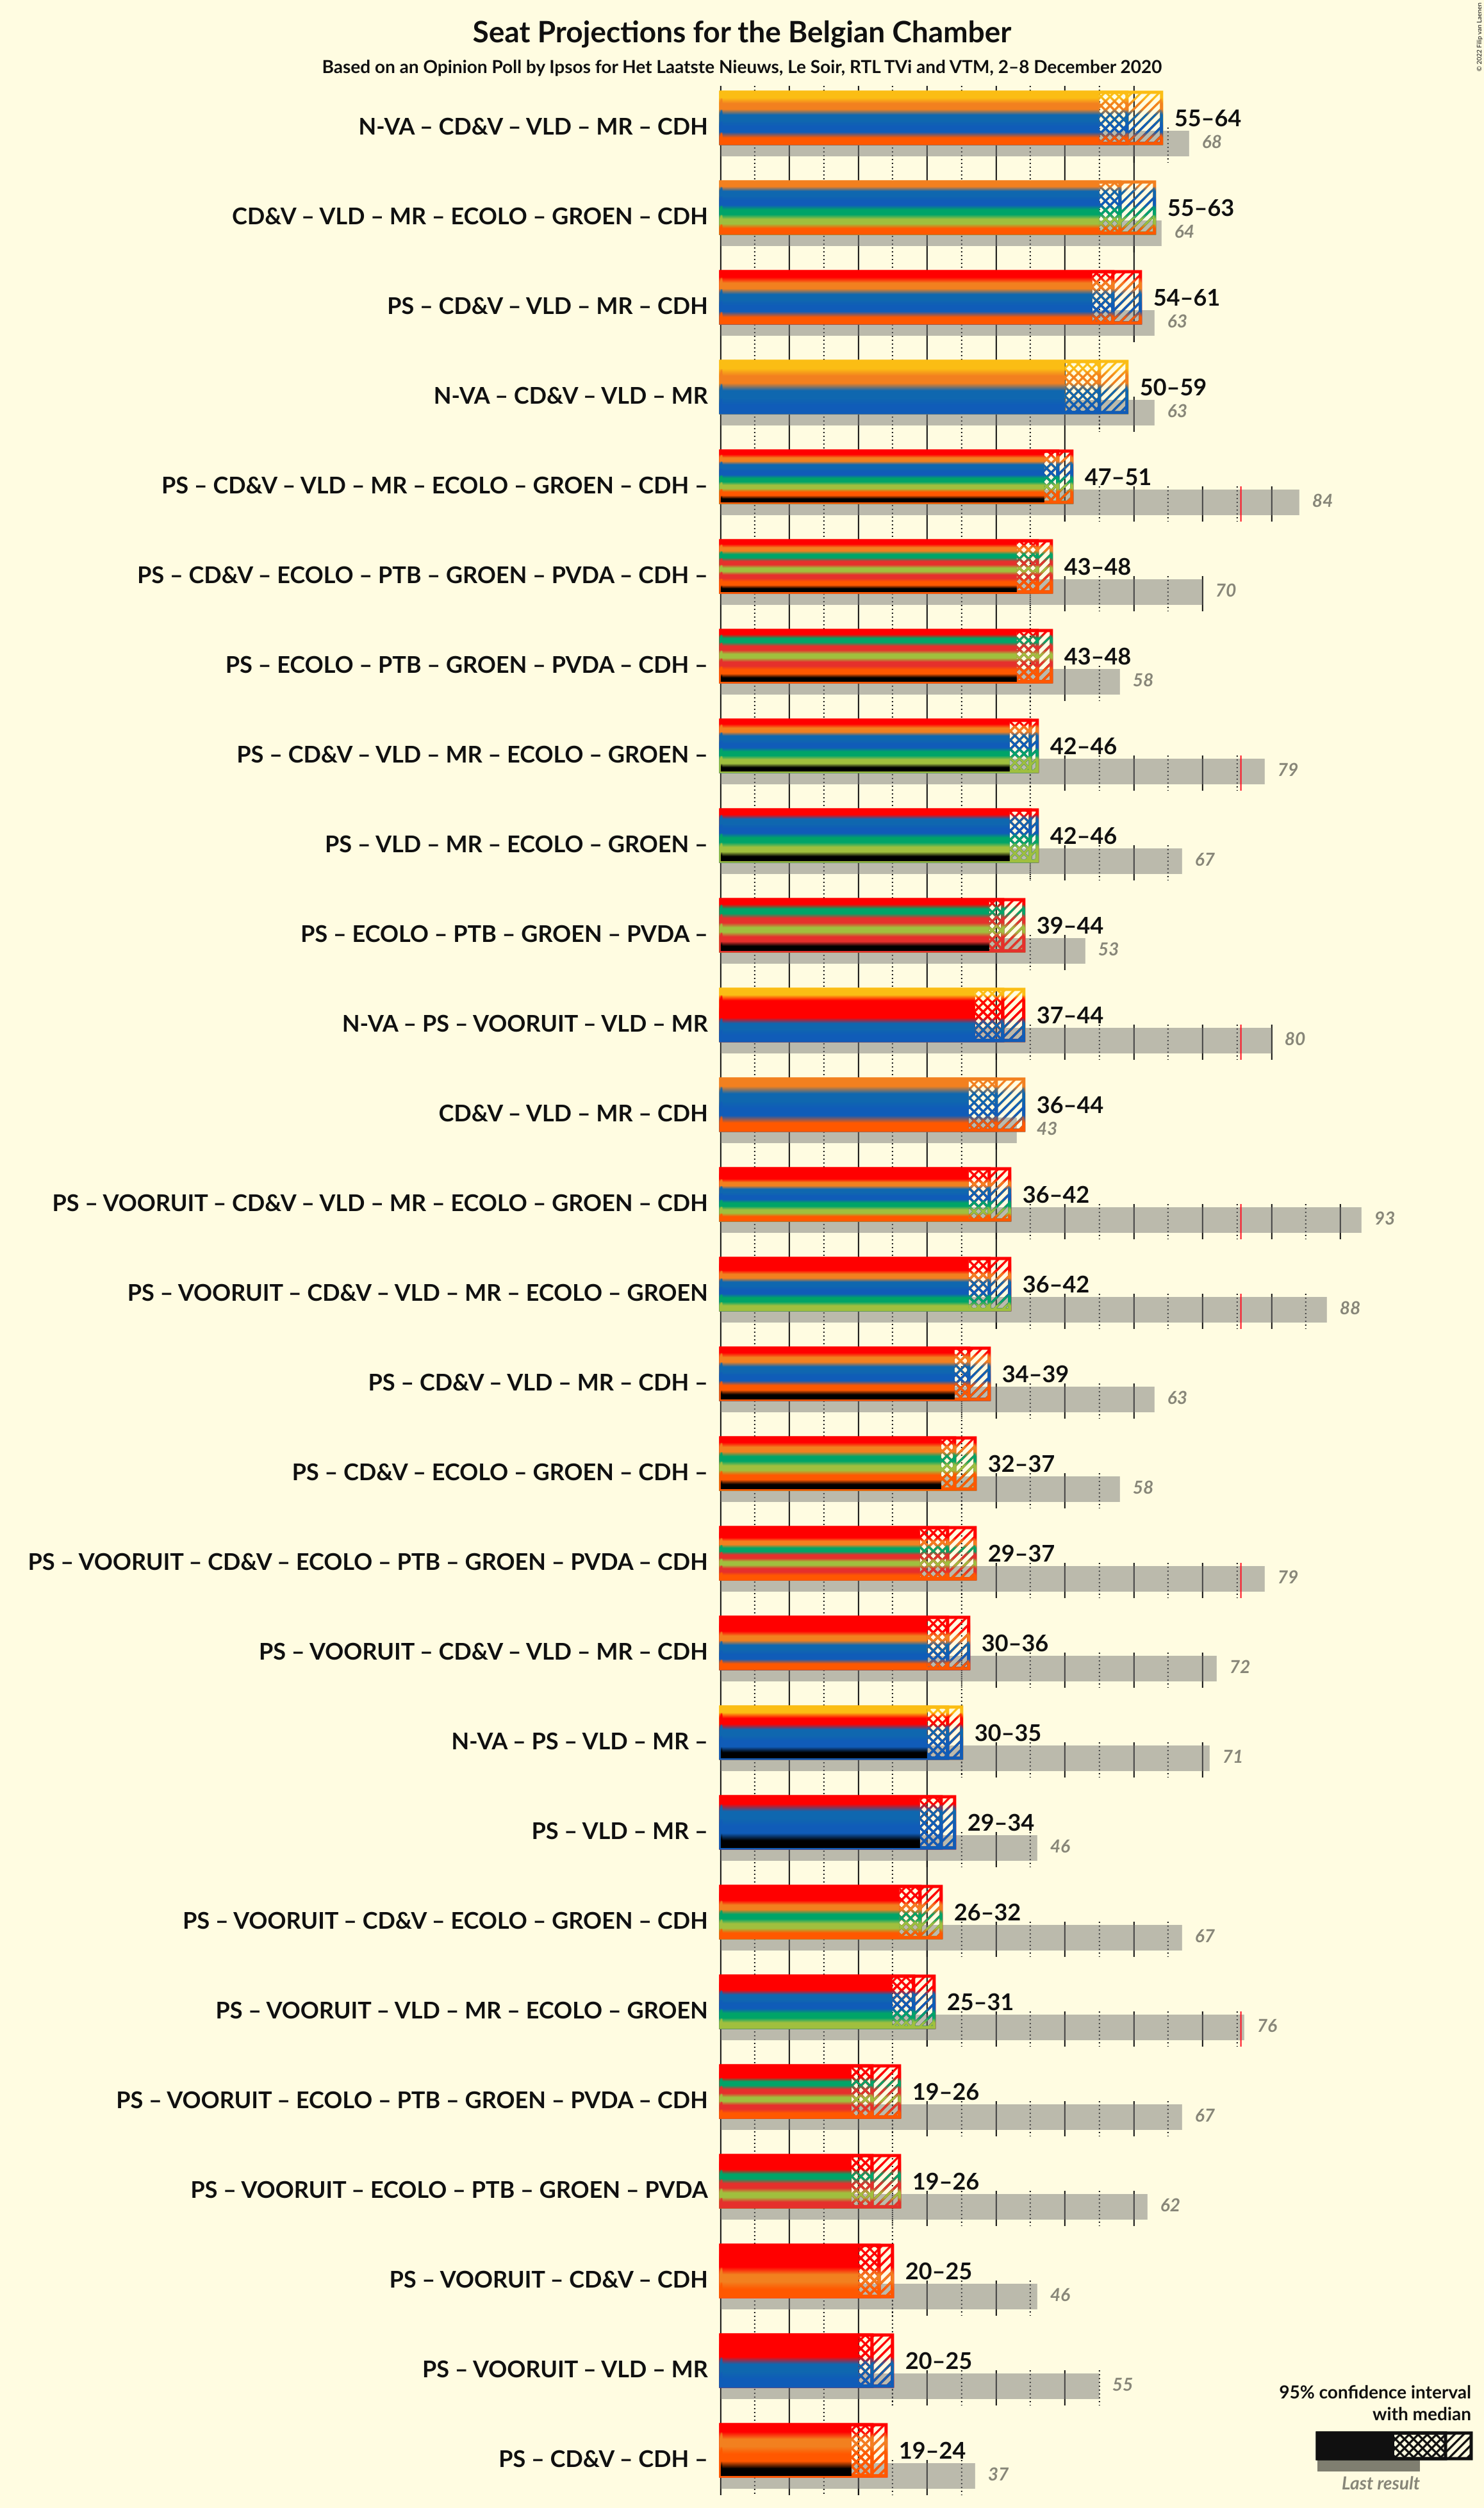 Seat Projections for the Belgian Chamber
Based on an Opinion Poll by Ipsos for Het Laatste Nieuws, Le Soir, RTL TVi and VTM, 2–8 December 2020
© 2022 Filip van Laenen
N-VA – CD&V – VLD – MR – CDH
55–64
68
CD&V – VLD – MR – ECOLO – GROEN – CDH
55–63
64
PS – CD&V – VLD – MR – CDH
54–61
63
N-VA – CD&V – VLD – MR
50–59
63
PS – CD&V – VLD – MR – ECOLO – GROEN – CDH –
47–51
84
PS – CD&V – ECOLO – PTB – GROEN – PVDA – CDH –
43–48
70
PS – ECOLO – PTB – GROEN – PVDA – CDH –
43–48
58
PS – CD&V – VLD – MR – ECOLO – GROEN –
42–46
79
PS – VLD – MR – ECOLO – GROEN –
42–46
67
PS – ECOLO – PTB – GROEN – PVDA –
39–44
53
N-VA – PS – VOORUIT – VLD – MR
37–44
80
CD&V – VLD – MR – CDH
36–44
43
PS – VOORUIT – CD&V – VLD – MR – ECOLO – GROEN – CDH
36–42
93
PS – VOORUIT – CD&V – VLD – MR – ECOLO – GROEN
36–42
88
PS – CD&V – VLD – MR – CDH –
34–39
63
PS – CD&V – ECOLO – GROEN – CDH –
32–37
58
PS – VOORUIT – CD&V – ECOLO – PTB – GROEN – PVDA – CDH
29–37
79
PS – VOORUIT – CD&V – VLD – MR – CDH
30–36
72
N-VA – PS – VLD – MR –
30–35
71
PS – VLD – MR –
29–34
46
PS – VOORUIT – CD&V – ECOLO – GROEN – CDH
26–32
67
PS – VOORUIT – VLD – MR – ECOLO – GROEN
25–31
76
PS – VOORUIT – ECOLO – PTB – GROEN – PVDA – CDH
19–26
67
PS – VOORUIT – ECOLO – PTB – GROEN – PVDA
19–26
62
PS – VOORUIT – CD&V – CDH
20–25
46
PS – VOORUIT – VLD – MR
20–25
55
PS – CD&V – CDH –
19–24
37
95% confidence interval
with median
Last result